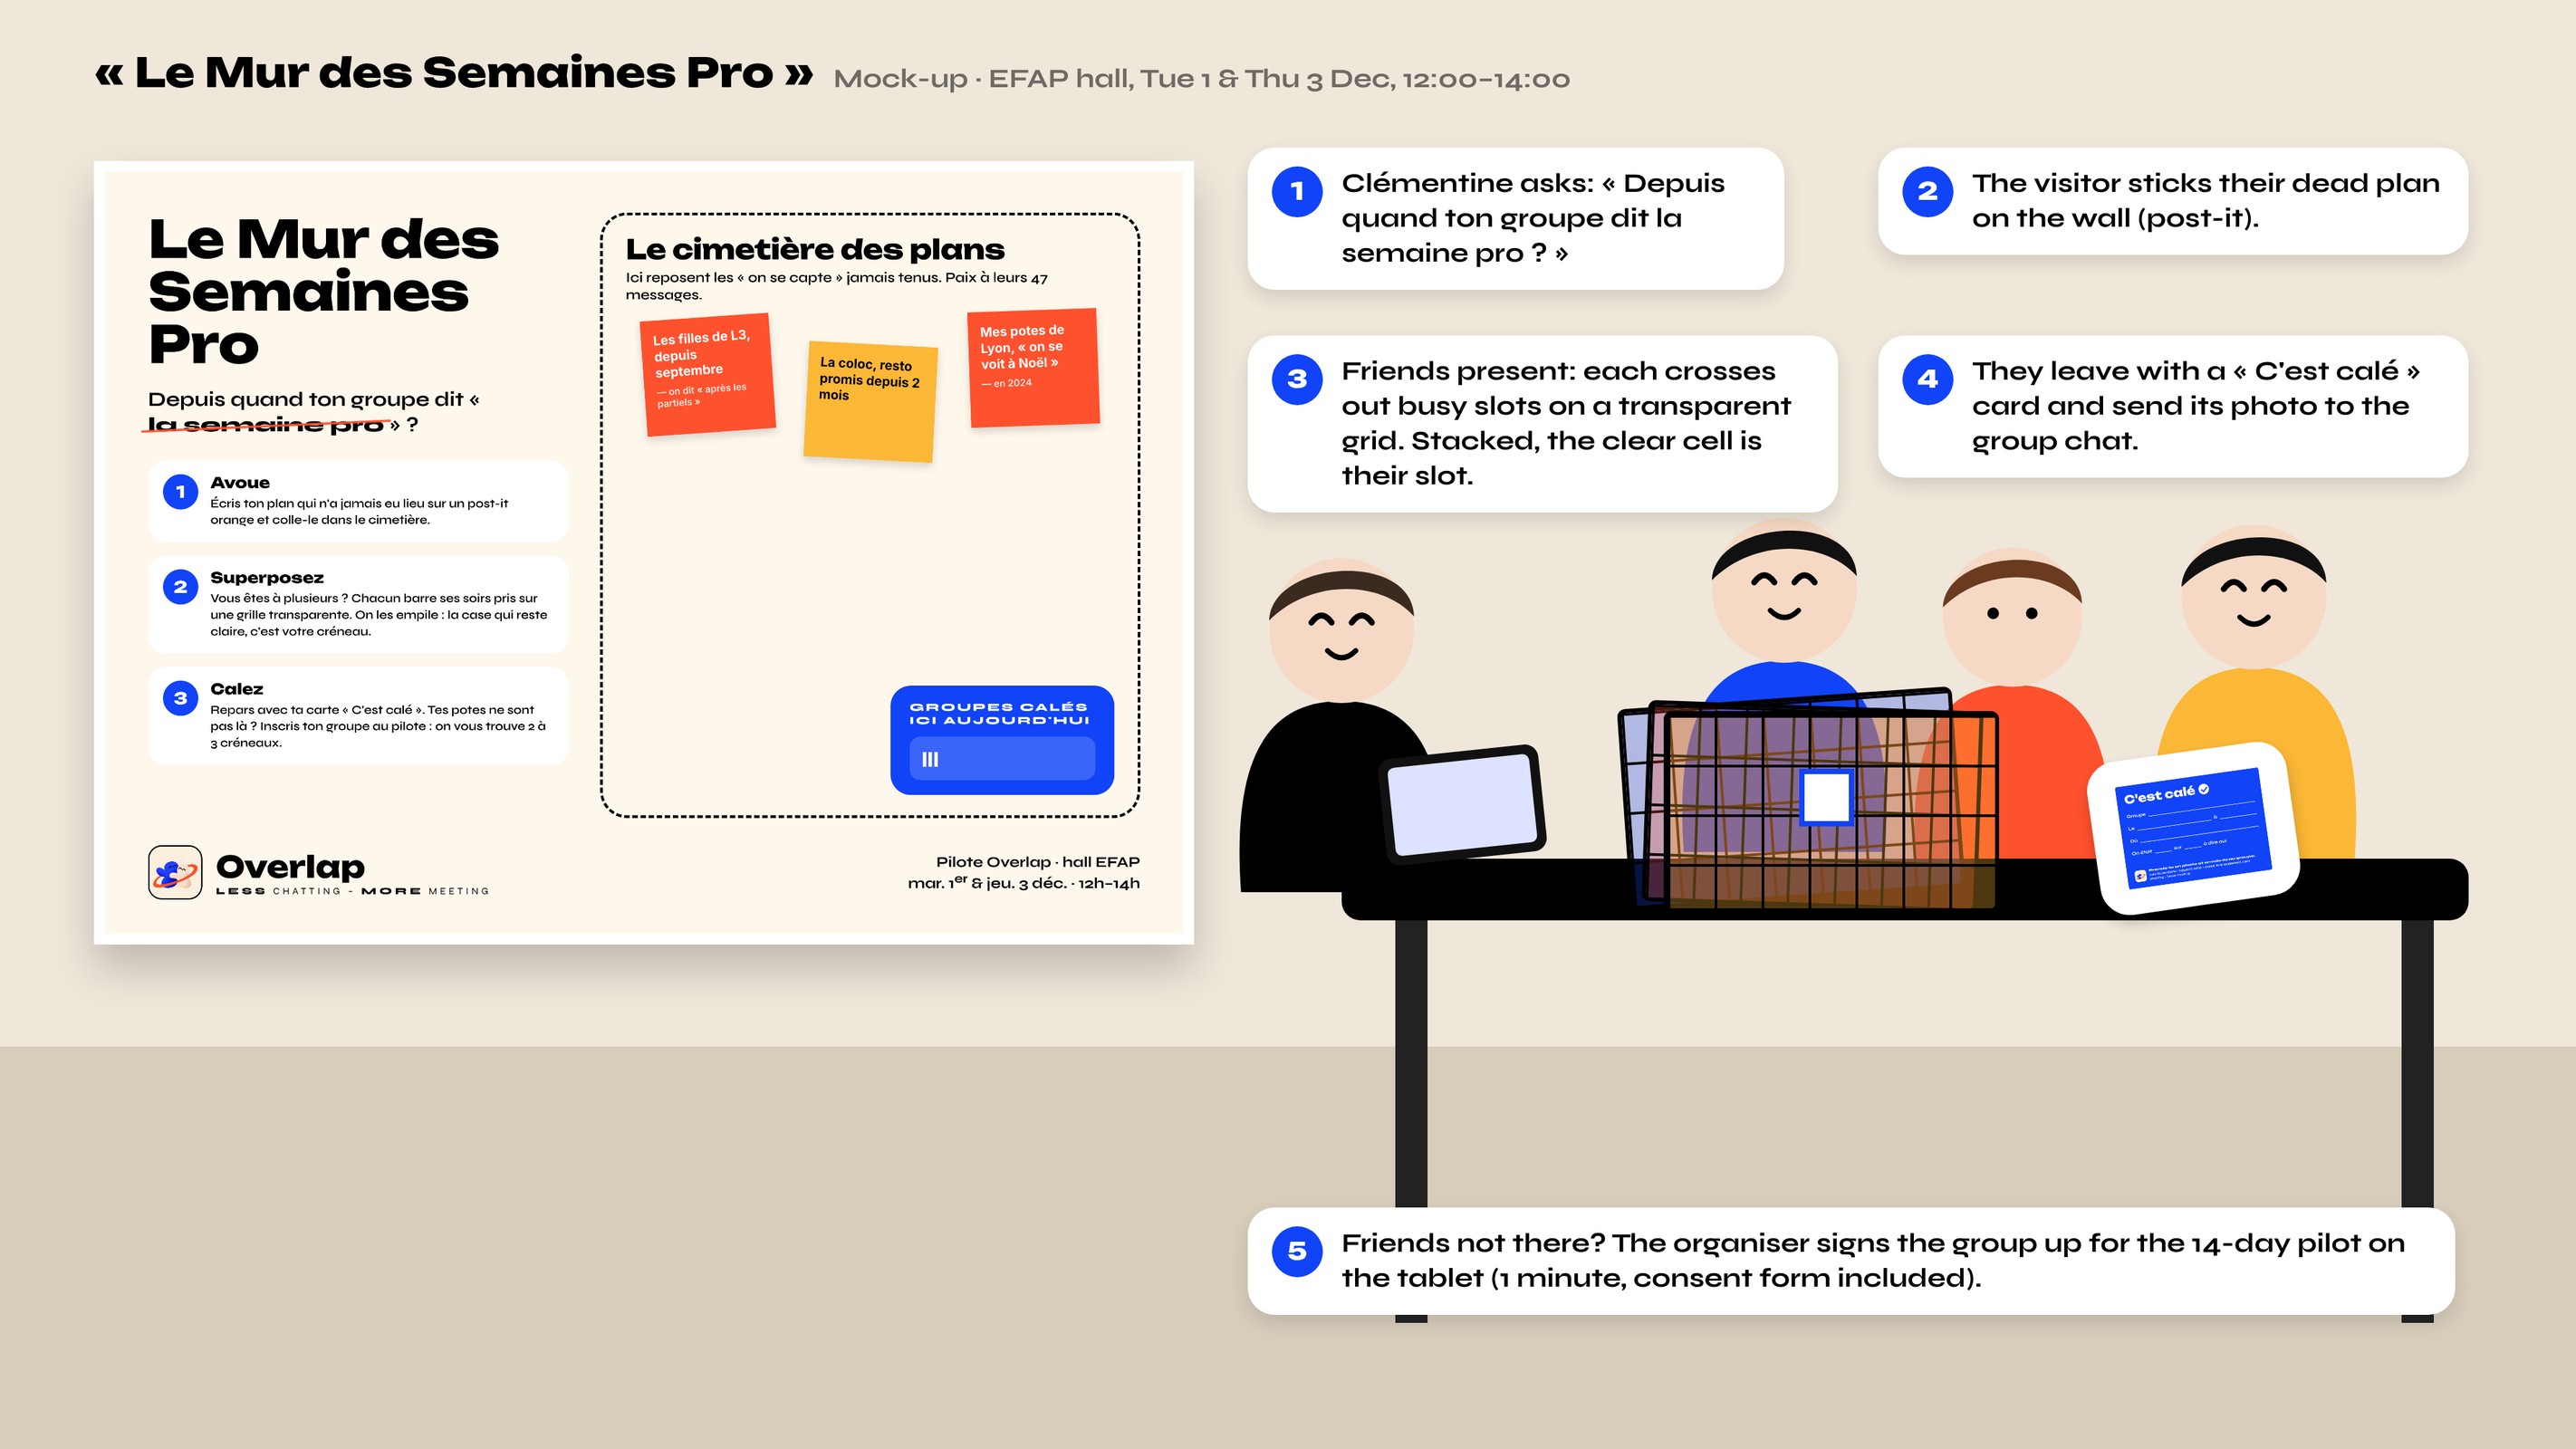 « Le Mur des Semaines Pro » Mock-up · EFAP hall, Tue 1 & Thu 3 Dec, 12:00–14:00
Le Mur des
Semaines
Pro
Depuis quand ton groupe dit «
la semaine pro » ?
1 Avoue
Écris ton plan qui n'a jamais eu lieu sur un post-it
orange et colle-le dans le cimetière.
2 Superposez
Vous êtes à plusieurs ? Chacun barre ses soirs pris sur
une grille transparente. On les empile : la case qui reste
claire, c'est votre créneau.
3 Calez
Repars avec ta carte « C'est calé ». Tes potes ne sont
pas là ? Inscris ton groupe au pilote : on vous trouve 2 à
3 créneaux.
Overlap
LESS CHATTING - MORE MEETING
Le cimetière des plans
Ici reposent les « on se capte » jamais tenus. Paix à leurs 47
messages.
Les filles de L3,
depuis
septembre
— on dit « après les
partiels »
La coloc, resto
promis depuis 2
mois
Mes potes de
Lyon, « on se
voit à Noël »
— en 2024
GROUPES CALÉS
ICI AUJOURD'HUI
Pilote Overlap · hall EFAP
mar. 1er & jeu. 3 déc. · 12h–14h
1 Clémentine asks: « Depuis
quand ton groupe dit la
semaine pro ? »
2 The visitor sticks their dead plan
on the wall (post-it).
3 Friends present: each crosses
out busy slots on a transparent
grid. Stacked, the clear cell is
their slot.
4 They leave with a « C'est calé »
card and send its photo to the
group chat.
C'est calé
Groupe
Le à
Où
On était sur à dire oui
5 Friends not there? The organiser signs the group up for the 14-day pilot on
the tablet (1 minute, consent form included).